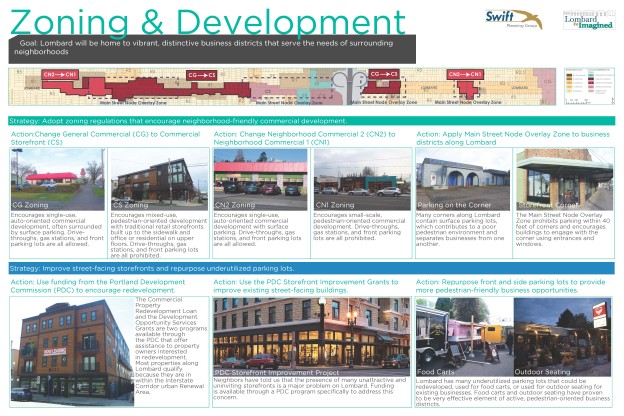 Zoning & Development
Goal: Lombard will be home to vibrant, distinctive business districts that serve the needs of surrounding
neighborhoods
Swift
Planning Group
Lombard
Re-Imagined
CN2 → CN1
CG → CS
CG → CS
CN2 → CN1
LOMBARD
Main Street Node Overlay Zone
Main Street Node Overlay Zone
Main Street Node Overlay Zone
Main Street Node Overlay Zone
Strategy: Adopt zoning regulations that encourage neighborhood-friendly commercial development.
Action:Change General Commercial (CG) to Commercial
Storefront (CS)
CG Zoning
CS Zoning
Encourages single-use,
auto-oriented commercial
development, often surrounded
by surface parking. Drive-
throughs, gas stations, and front
parking lots are all allowed.
Encourages mixed-use,
pedestrian-oriented development
with traditional retail storefronts
built up to the sidewalk and
office or residential on upper
floors. Drive-throughs, gas
stations, and front parking lots
are all prohibited.
Action: Change Neighborhood Commercial 2 (CN2) to
Neighborhood Commercial 1 (CN1)
CN2 Zoning
CN1 Zoning
Encourages single-use,
auto-oriented commercial
development with surface
parking. Drive-throughs, gas
stations, and front parking lots
are all allowed.
Encourages small-scale,
pedestrian-oriented commercial
development. Drive-throughs,
gas stations, and front parking
lots are all prohibited.
Action: Apply Main Street Node Overlay Zone to business
districts along Lombard
Parking on the Corner
Storefront Corner
Many corners along Lombard
contain surface parking lots,
which contributes to a poor
pedestrian environment and
separates businesses from one
another.
The Main Street Node Overlay
Zone prohibits parking within 40
feet of corners and encourages
buildings to engage with the
corner using entrances and
windows.
Strategy: Improve street-facing storefronts and repurpose underutilized parking lots.
Action: Use funding from the Portland Development
Commission (PDC) to encourage redevelopment.
The Commercial
Property
Redevelopment Loan
and the Development
Opportunity Services
Grants are two programs
available through
the PDC that offer
assistance to property
owners interested
in redevelopment.
Most properties along
Lombard qualify
because they are in
within the Interstate
Corridor Urban Renewal
Area.
Action: Use the PDC Storefront Improvement Grants to
improve existing street-facing buildings.
PDC Storefront Improvement Project
Neighbors have told us that the presence of many unattractive and
uninviting storefronts is a major problem on Lombard. Funding
is available through a PDC program specifically to address this
concern.
Action: Repurpose front and side parking lots to provide
more pedestrian-friendly business opportunities.
Food Carts
Outdoor Seating
Lombard has many underutilized parking lots that could be
redeveloped, used for food carts, or used for outdoor seating for
existing businesses. Food carts and outdoor seating have proven
to be very effective element of active, pedestrian-oriented business
districts.